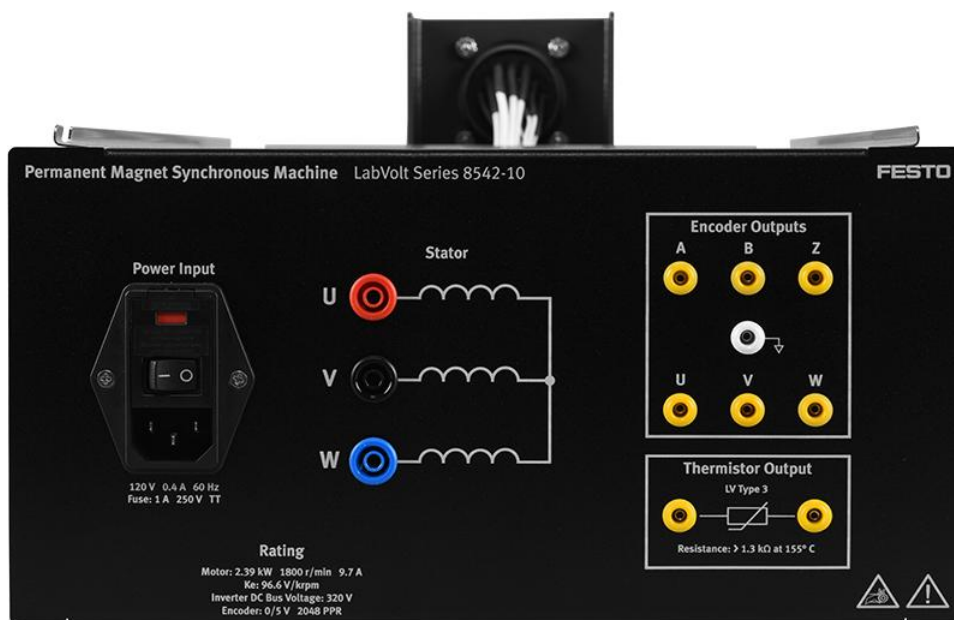 Permanent Magnet Synchronous Machine LabVolt Series 8542-10
FESTO
Power Input
120 V 0.4 A 60 Hz
Fuse: 1 A 250 V TT
Stator
U
V
W
Encoder Outputs
A B Z
U V W
Thermistor Output
LV Type 3
Resistance: > 1.3 kΩ at 155° C
Rating
Motor: 2.39 kW 1800 r/min 9.7 A
Ke: 96.6 V/krpm
Inverter DC Bus Voltage: 320 V
Encoder: 0/5 V 2048 PPR